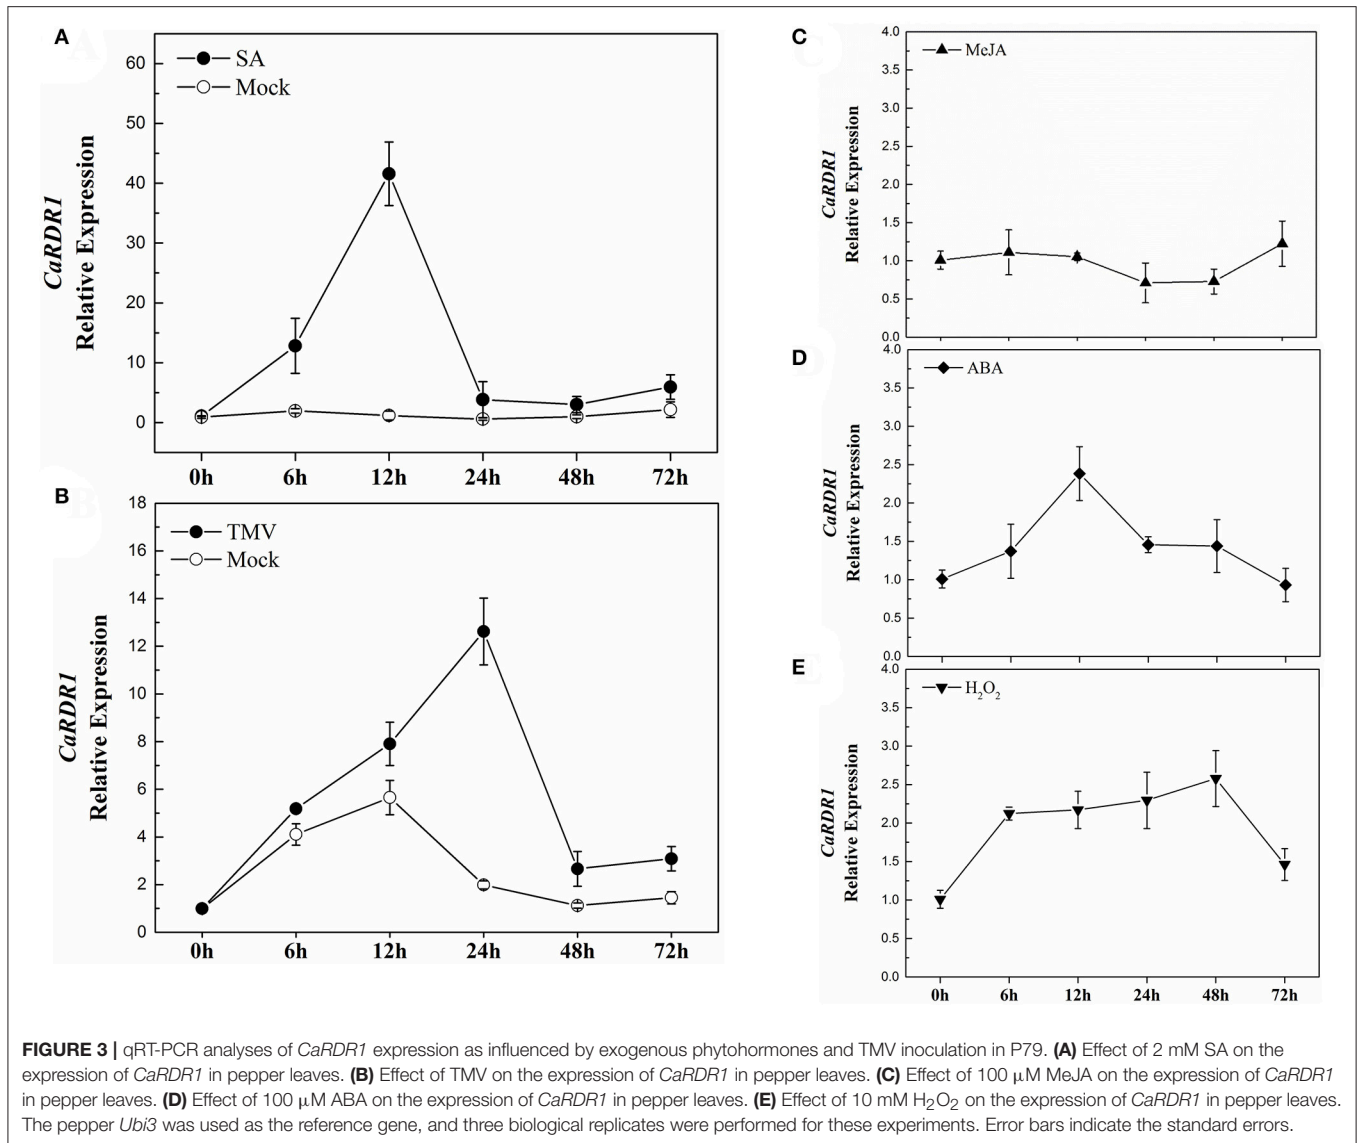 A
SA
Mock
60
50
40
30
20
10
0
CaRDR1
Relative Expression
0h 6h 12h 24h 48h 72h
B
TMV
Mock
18
16
14
12
10
8
6
4
2
0
CaRDR1
Relative Expression
0h 6h 12h 24h 48h 72h
C
MeJA
4.0
3.5
3.0
2.5
2.0
1.5
1.0
0.5
0.0
CaRDR1
Relative Expression
D
ABA
4.0
3.5
3.0
2.5
2.0
1.5
1.0
0.5
0.0
CaRDR1
Relative Expression
E
H₂O₂
4.0
3.5
3.0
2.5
2.0
1.5
1.0
0.5
0.0
CaRDR1
Relative Expression
0h 6h 12h 24h 48h 72h
FIGURE 3 | qRT-PCR analyses of CaRDR1 expression as influenced by exogenous phytohormones and TMV inoculation in P79. (A) Effect of 2 mM SA on the
expression of CaRDR1 in pepper leaves. (B) Effect of TMV on the expression of CaRDR1 in pepper leaves. (C) Effect of 100 μM MeJA on the expression of CaRDR1
in pepper leaves. (D) Effect of 100 μM ABA on the expression of CaRDR1 in pepper leaves. (E) Effect of 10 mM H₂O₂ on the expression of CaRDR1 in pepper leaves.
The pepper Ubi3 was used as the reference gene, and three biological replicates were performed for these experiments. Error bars indicate the standard errors.